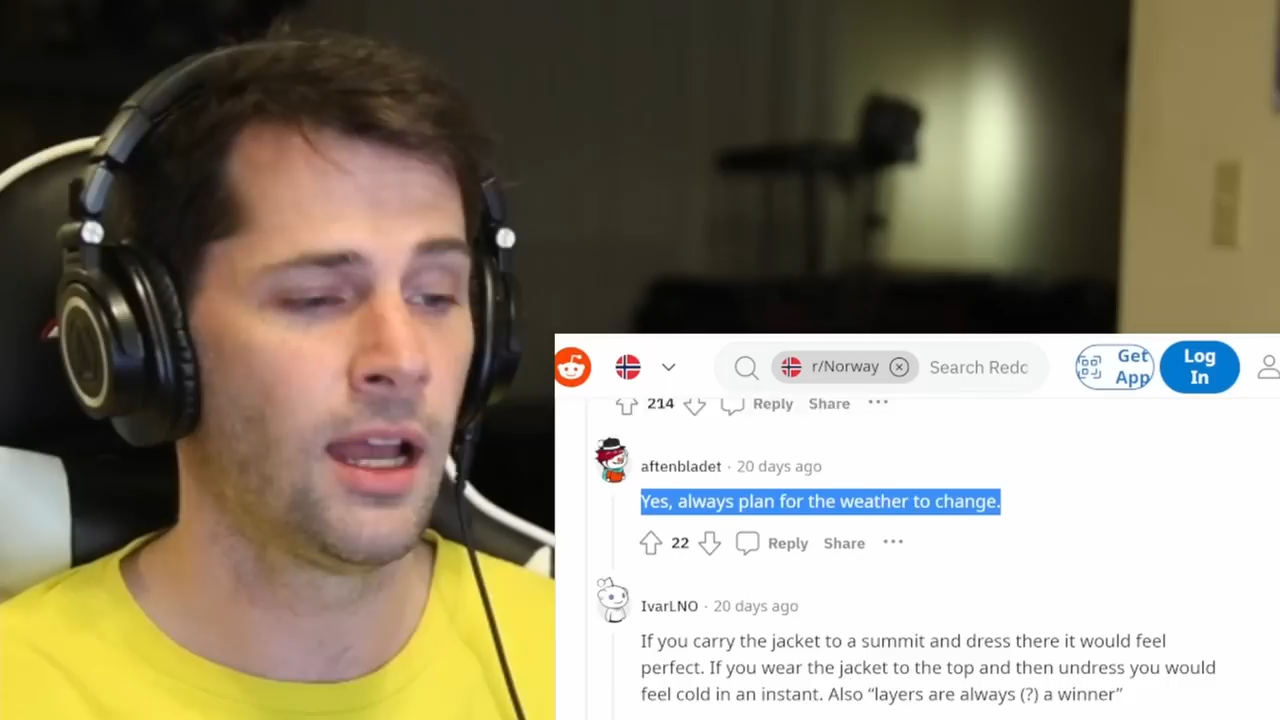 r/Norway
Search Redc
Get App
Log In
214 Reply Share ...
aftenbladet · 20 days ago
Yes, always plan for the weather to change.
22 Reply Share ...
IvarLNO · 20 days ago
If you carry the jacket to a summit and dress there it would feel
perfect. If you wear the jacket to the top and then undress you would
feel cold in an instant. Also “layers are always (?) a winner”